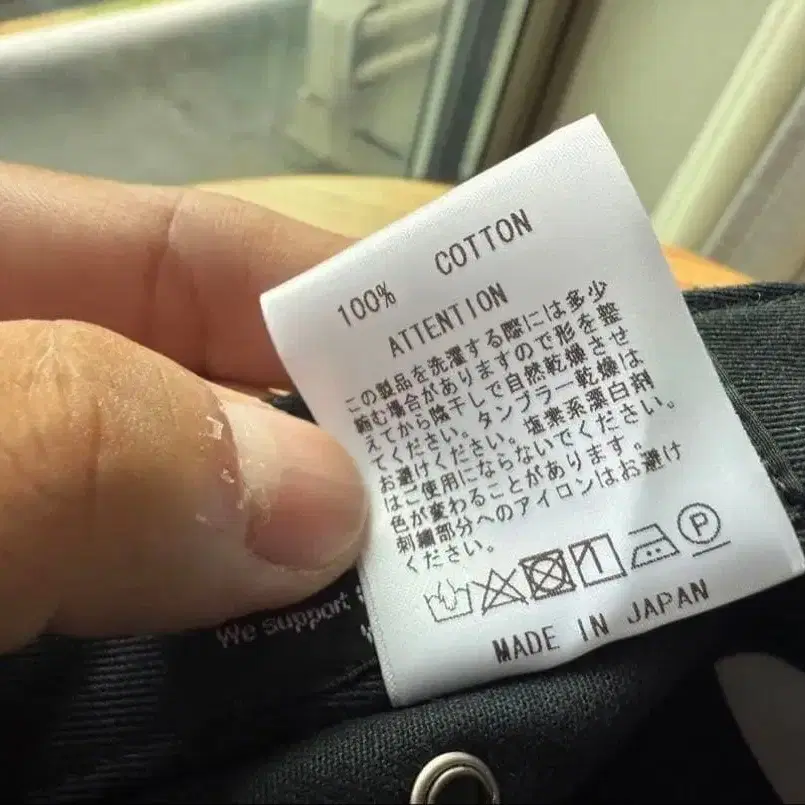 100% COTTON
ATTENTION
この製品を洗濯する際には多少
縮む場合がありますので形を整
えてから陰干しで自然乾燥させ
てください。タンブラー乾燥は
お避けください。塩素系漂白剤
はご使用にならないでください。
色が変わることがあります。
刺繍部分へのアイロンはお避け
ください。
P
MADE IN JAPAN
We support